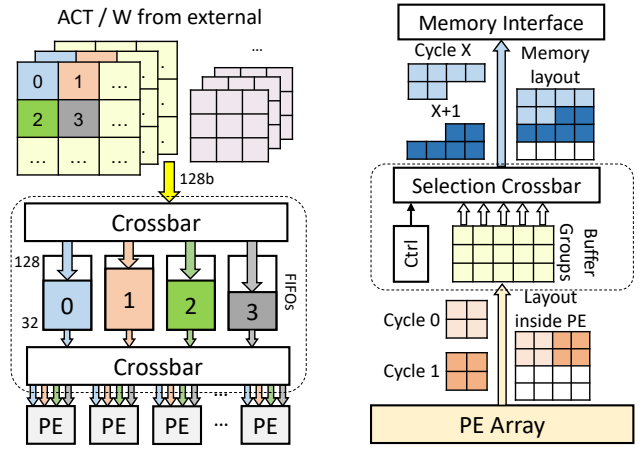 ACT / W from external
...
0 1 ...
2 3 ...
... ... ...
128b
Crossbar
128
32
0 1 2 3
FIFOs
Crossbar
...
PE PE PE ... PE
Memory Interface
Cycle X
X+1
Memory
layout
Selection Crossbar
Ctrl
Buffer
Groups
Cycle 0
Cycle 1
Layout
inside PE
PE Array